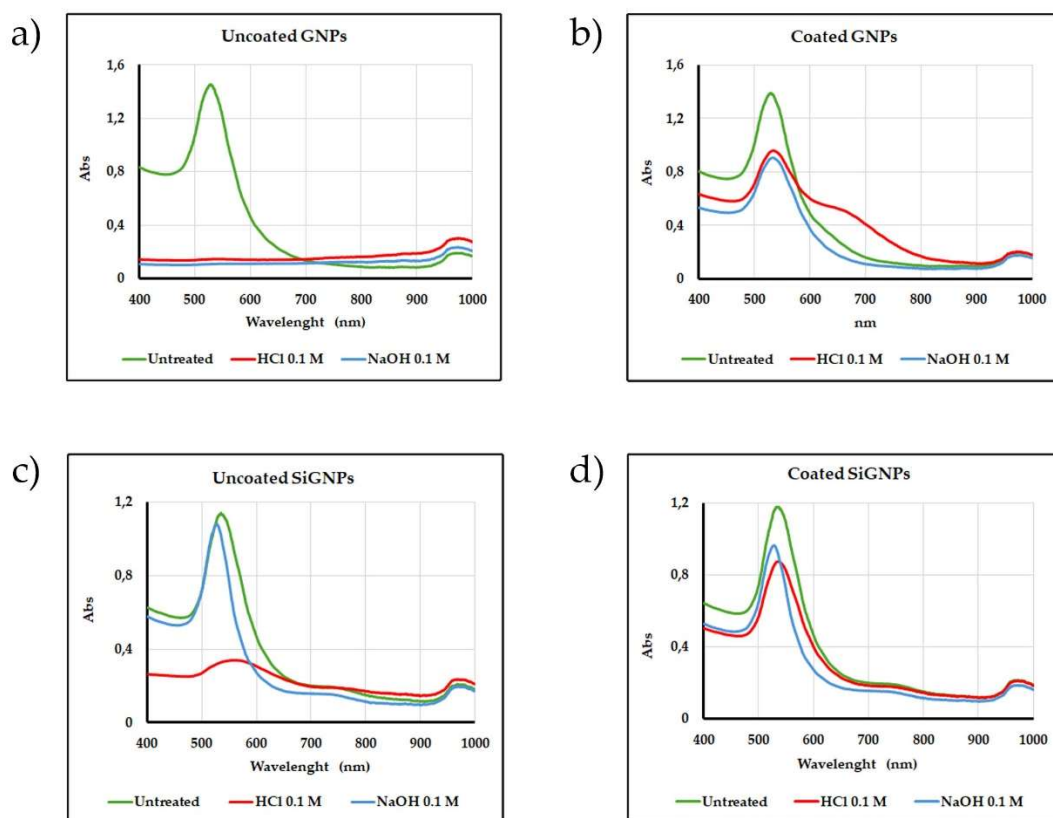 a)
Uncoated GNPs
1,6
1,2
0,8
0,4
0
Abs
400 500 600 700 800 900 1000
Wavelenght (nm)
Untreated HCl 0.1 M NaOH 0.1 M
b)
Coated GNPs
1,6
1,2
0,8
0,4
0
Abs
400 500 600 700 800 900 1000
nm
Untreated HCl 0.1 M NaOH 0.1 M
c)
Uncoated SiGNPs
1,2
0,8
0,4
0
Abs
400 500 600 700 800 900 1000
Wavelenght (nm)
Untreated HCl 0.1 M NaOH 0.1 M
d)
Coated SiGNPs
1,2
0,8
0,4
0
Abs
400 500 600 700 800 900 1000
Wavelenght (nm)
Untreated HCl 0.1 M NaOH 0.1 M